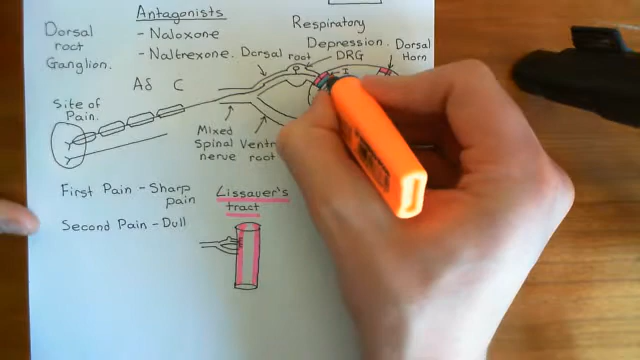 Antagonists
- Naloxone
- Naltrexone.
Dorsal
root
Ganglion.
Respiratory
Depression.
Dorsal
root
DRG
Dorsal
Horn
I
Aδ C
Site of
Pain.
Mixed
Spinal
nerve
root
First Pain - Sharp
pain
Second Pain - Dull
Lissauer's
tract